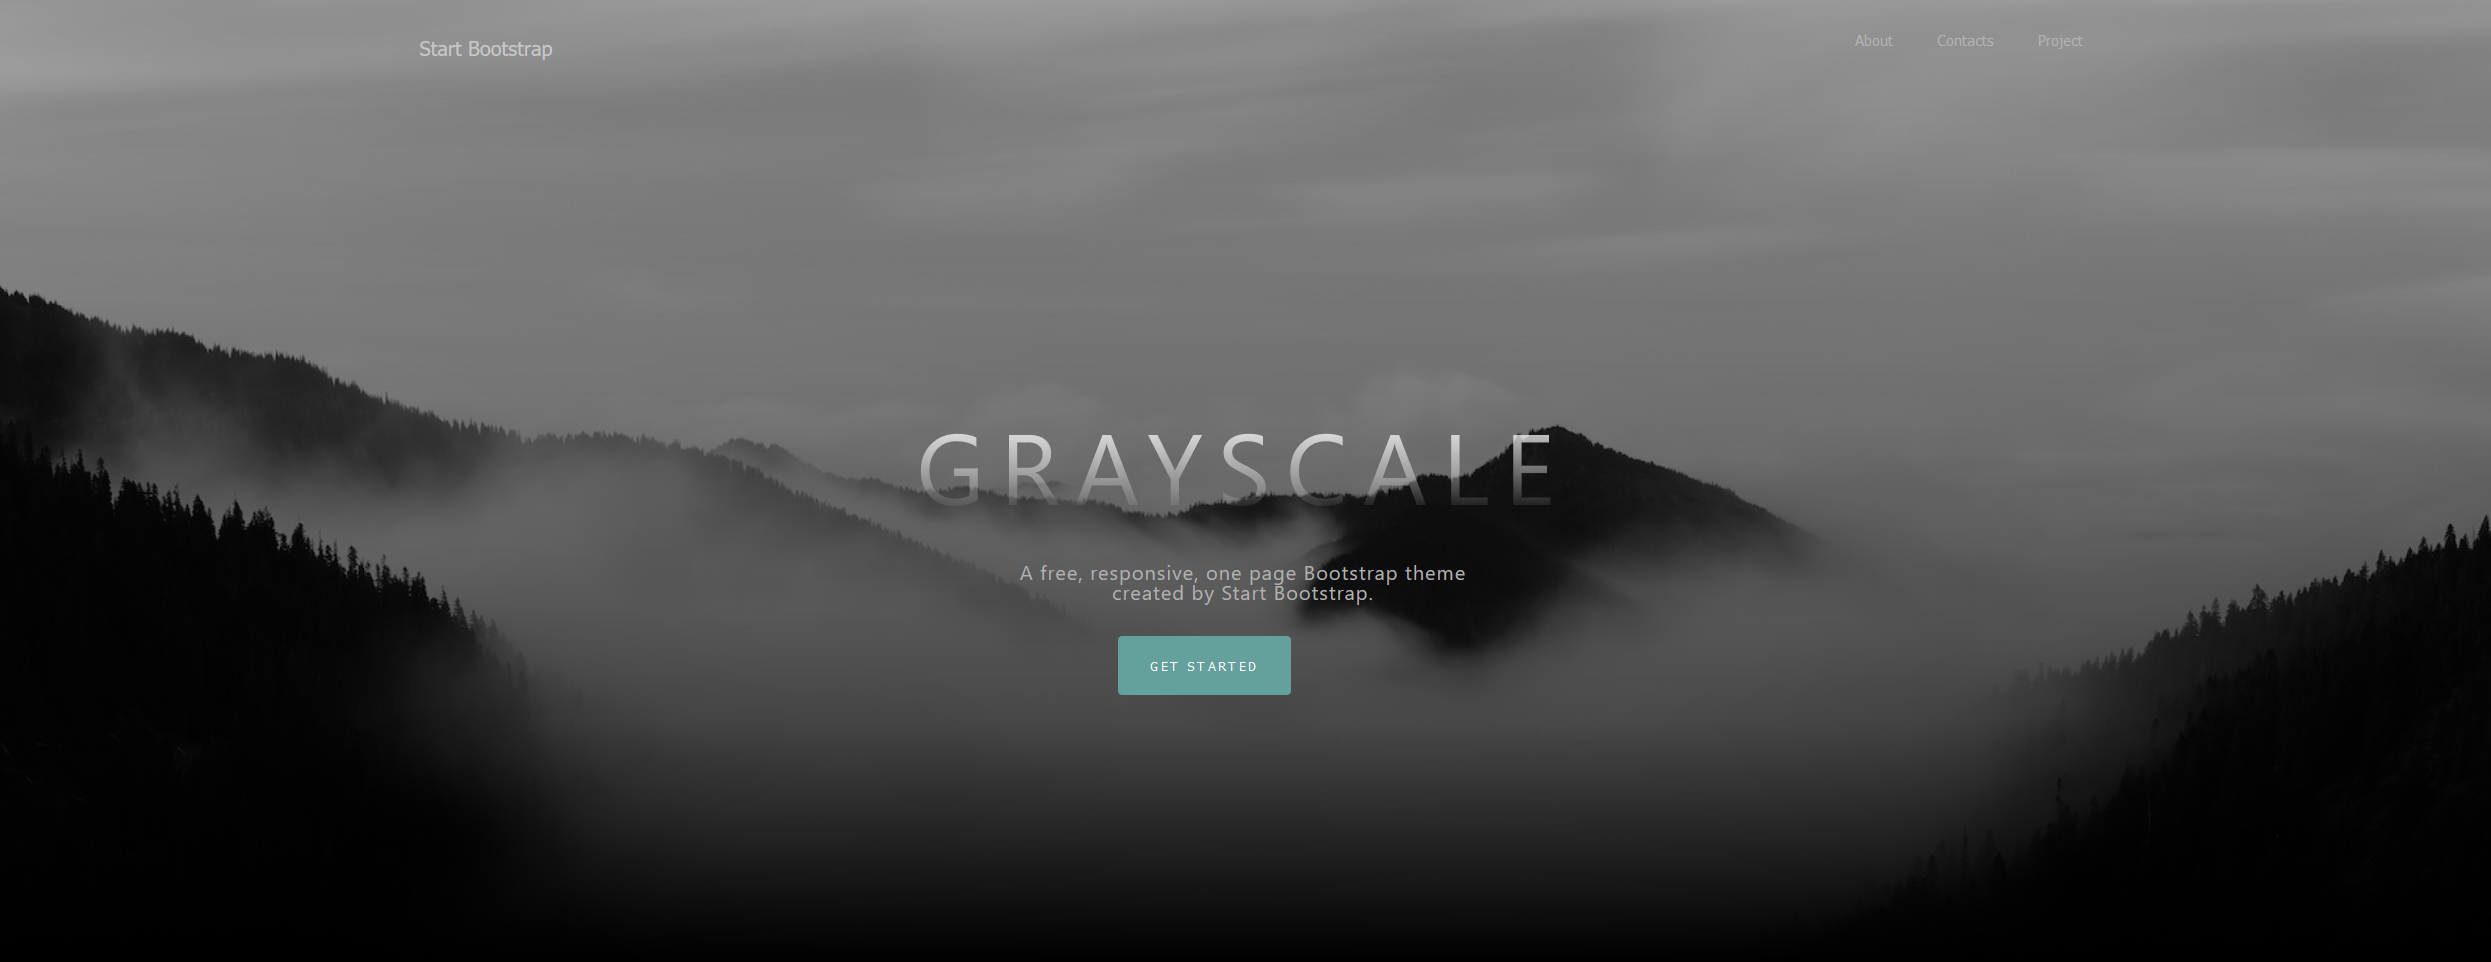 Start Bootstrap
About Contacts Project
GRAYSCALE
A free, responsive, one page Bootstrap theme
created by Start Bootstrap.
GET STARTED